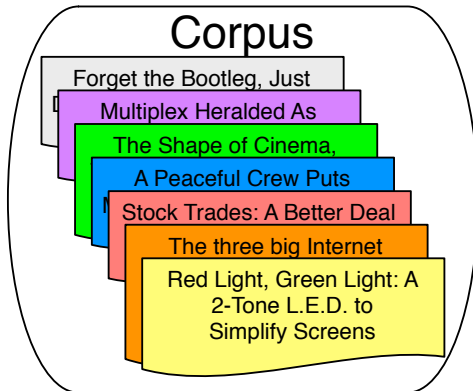 Corpus
Forget the Bootleg, Just
Multiplex Heralded As
The Shape of Cinema,
A Peaceful Crew Puts
Stock Trades: A Better Deal
The three big Internet
Red Light, Green Light: A
2-Tone L.E.D. to
Simplify Screens